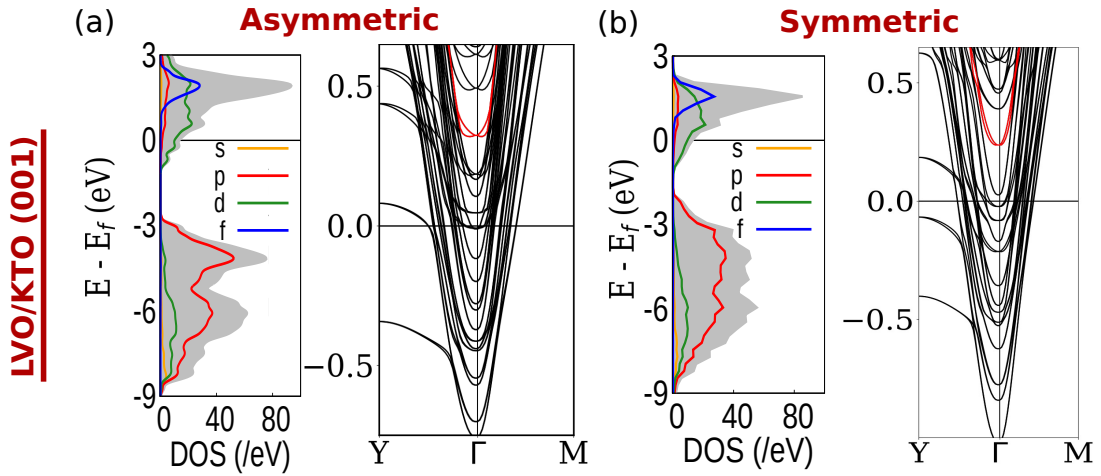 (a)
Asymmetric
(b)
Symmetric
LVO/KTO (001)
E - E_f (eV)
3
0
-3
-6
-9
s
p
d
f
0 40 80
DOS (/eV)
0.5
0.0
−0.5
Y Γ M
E - E_f (eV)
3
0
-3
-6
-9
s
p
d
f
0 40 80
DOS (/eV)
0.5
0.0
−0.5
Y Γ M